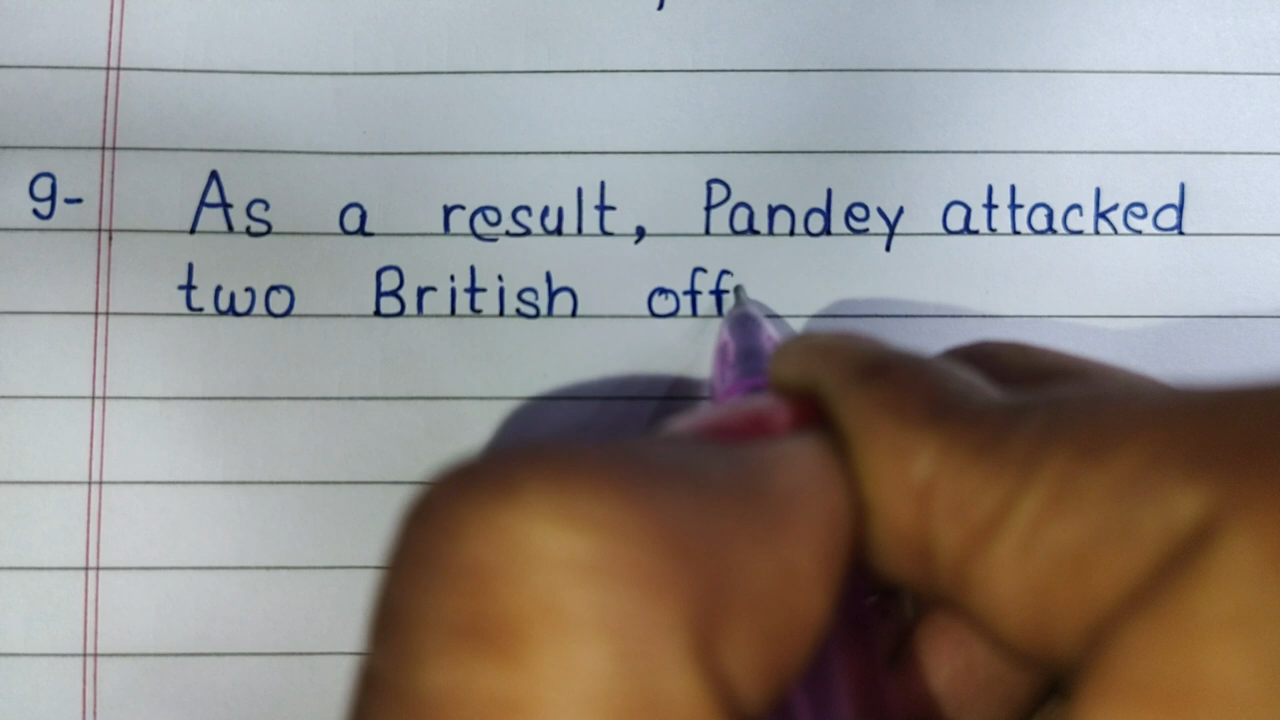 9- As a result, Pandey attacked
two British off